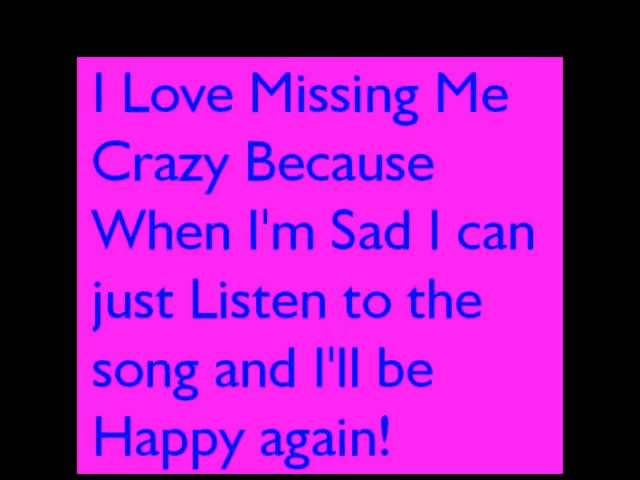 I Love Missing Me
Crazy Because
When I'm Sad I can
just Listen to the
song and I'll be
Happy again!